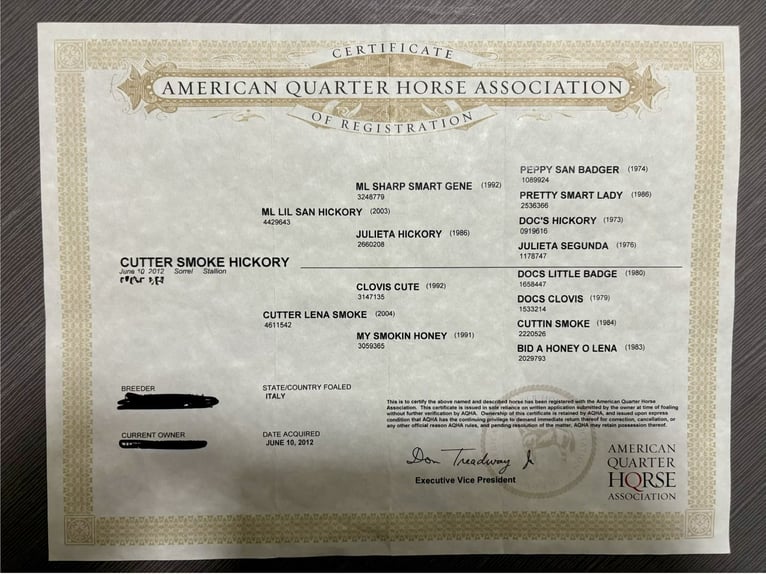 CERTIFICATE
AMERICAN QUARTER HORSE ASSOCIATION
OF REGISTRATION
PEPPY SAN BADGER (1974)
1089924
ML SHARP SMART GENE (1992)
3248779
PRETTY SMART LADY (1986)
2536366
ML LIL SAN HICKORY (2003)
4429643
DOC'S HICKORY (1973)
0919616
JULIETA HICKORY (1986)
2660208
JULIETA SEGUNDA (1976)
1178747
CUTTER SMOKE HICKORY
June 10 2012 Sorrel Stallion
DOCS LITTLE BADGE (1980)
1658447
CLOVIS CUTE (1992)
3147135
DOCS CLOVIS (1979)
1533214
CUTTER LENA SMOKE (2004)
4611542
CUTTIN SMOKE (1984)
2220526
MY SMOKIN HONEY (1991)
3059365
BID A HONEY O LENA (1983)
2029793
BREEDER
STATE/COUNTRY FOALED
ITALY
CURRENT OWNER
DATE ACQUIRED
JUNE 10, 2012
This is to certify the above named and described horse has been registered with the American Quarter Horse
Association. This certificate is issued in sole reliance on written application submitted by the owner at time of foaling
without further verification by AQHA. Ownership of this certificate is retained by AQHA, and issued upon express
condition that AQHA has the continuing privilege to demand immediate return thereof for correction, cancellation, or
any other official reason AQHA rules, and pending resolution of the matter, AQHA may retain possession thereof.
Don Treadway Jr
Executive Vice President
AMERICAN
QUARTER
HORSE
ASSOCIATION